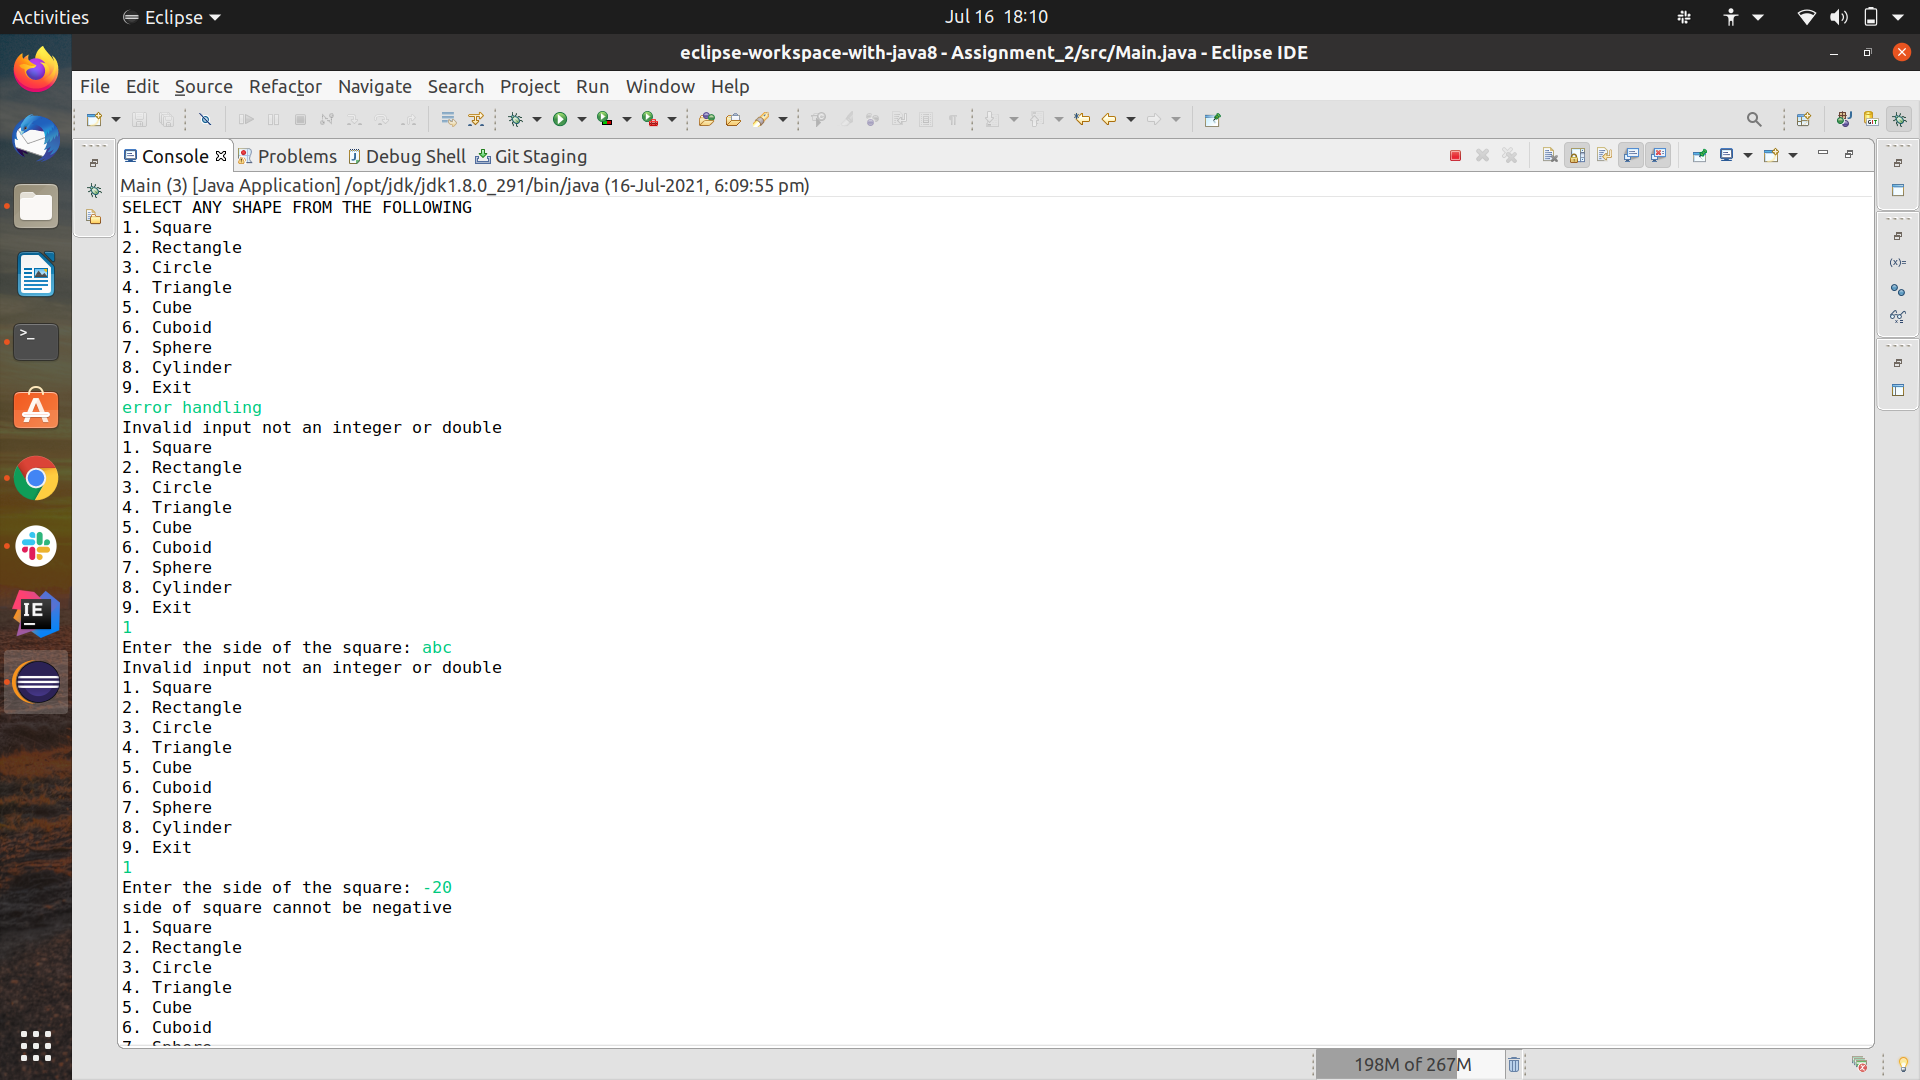 Activities Eclipse Jul 16 18:10
eclipse-workspace-with-java8 - Assignment_2/src/Main.java - Eclipse IDE
File Edit Source Refactor Navigate Search Project Run Window Help
Console Problems Debug Shell Git Staging
Main (3) [Java Application] /opt/jdk/jdk1.8.0_291/bin/java (16-Jul-2021, 6:09:55 pm)
SELECT ANY SHAPE FROM THE FOLLOWING
1. Square
2. Rectangle
3. Circle
4. Triangle
5. Cube
6. Cuboid
7. Sphere
8. Cylinder
9. Exit
error handling
Invalid input not an integer or double
1. Square
2. Rectangle
3. Circle
4. Triangle
5. Cube
6. Cuboid
7. Sphere
8. Cylinder
9. Exit
1
Enter the side of the square: abc
Invalid input not an integer or double
1. Square
2. Rectangle
3. Circle
4. Triangle
5. Cube
6. Cuboid
7. Sphere
8. Cylinder
9. Exit
1
Enter the side of the square: -20
side of square cannot be negative
1. Square
2. Rectangle
3. Circle
4. Triangle
5. Cube
6. Cuboid
7. Sphere
198M of 267M